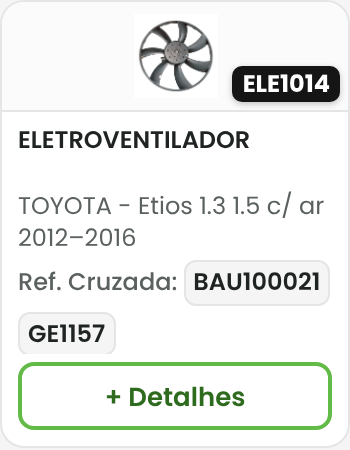 ELE1014
ELETROVENTILADOR
TOYOTA - Etios 1.3 1.5 c/ ar
2012–2016
Ref. Cruzada: BAU100021
GE1157
+ Detalhes